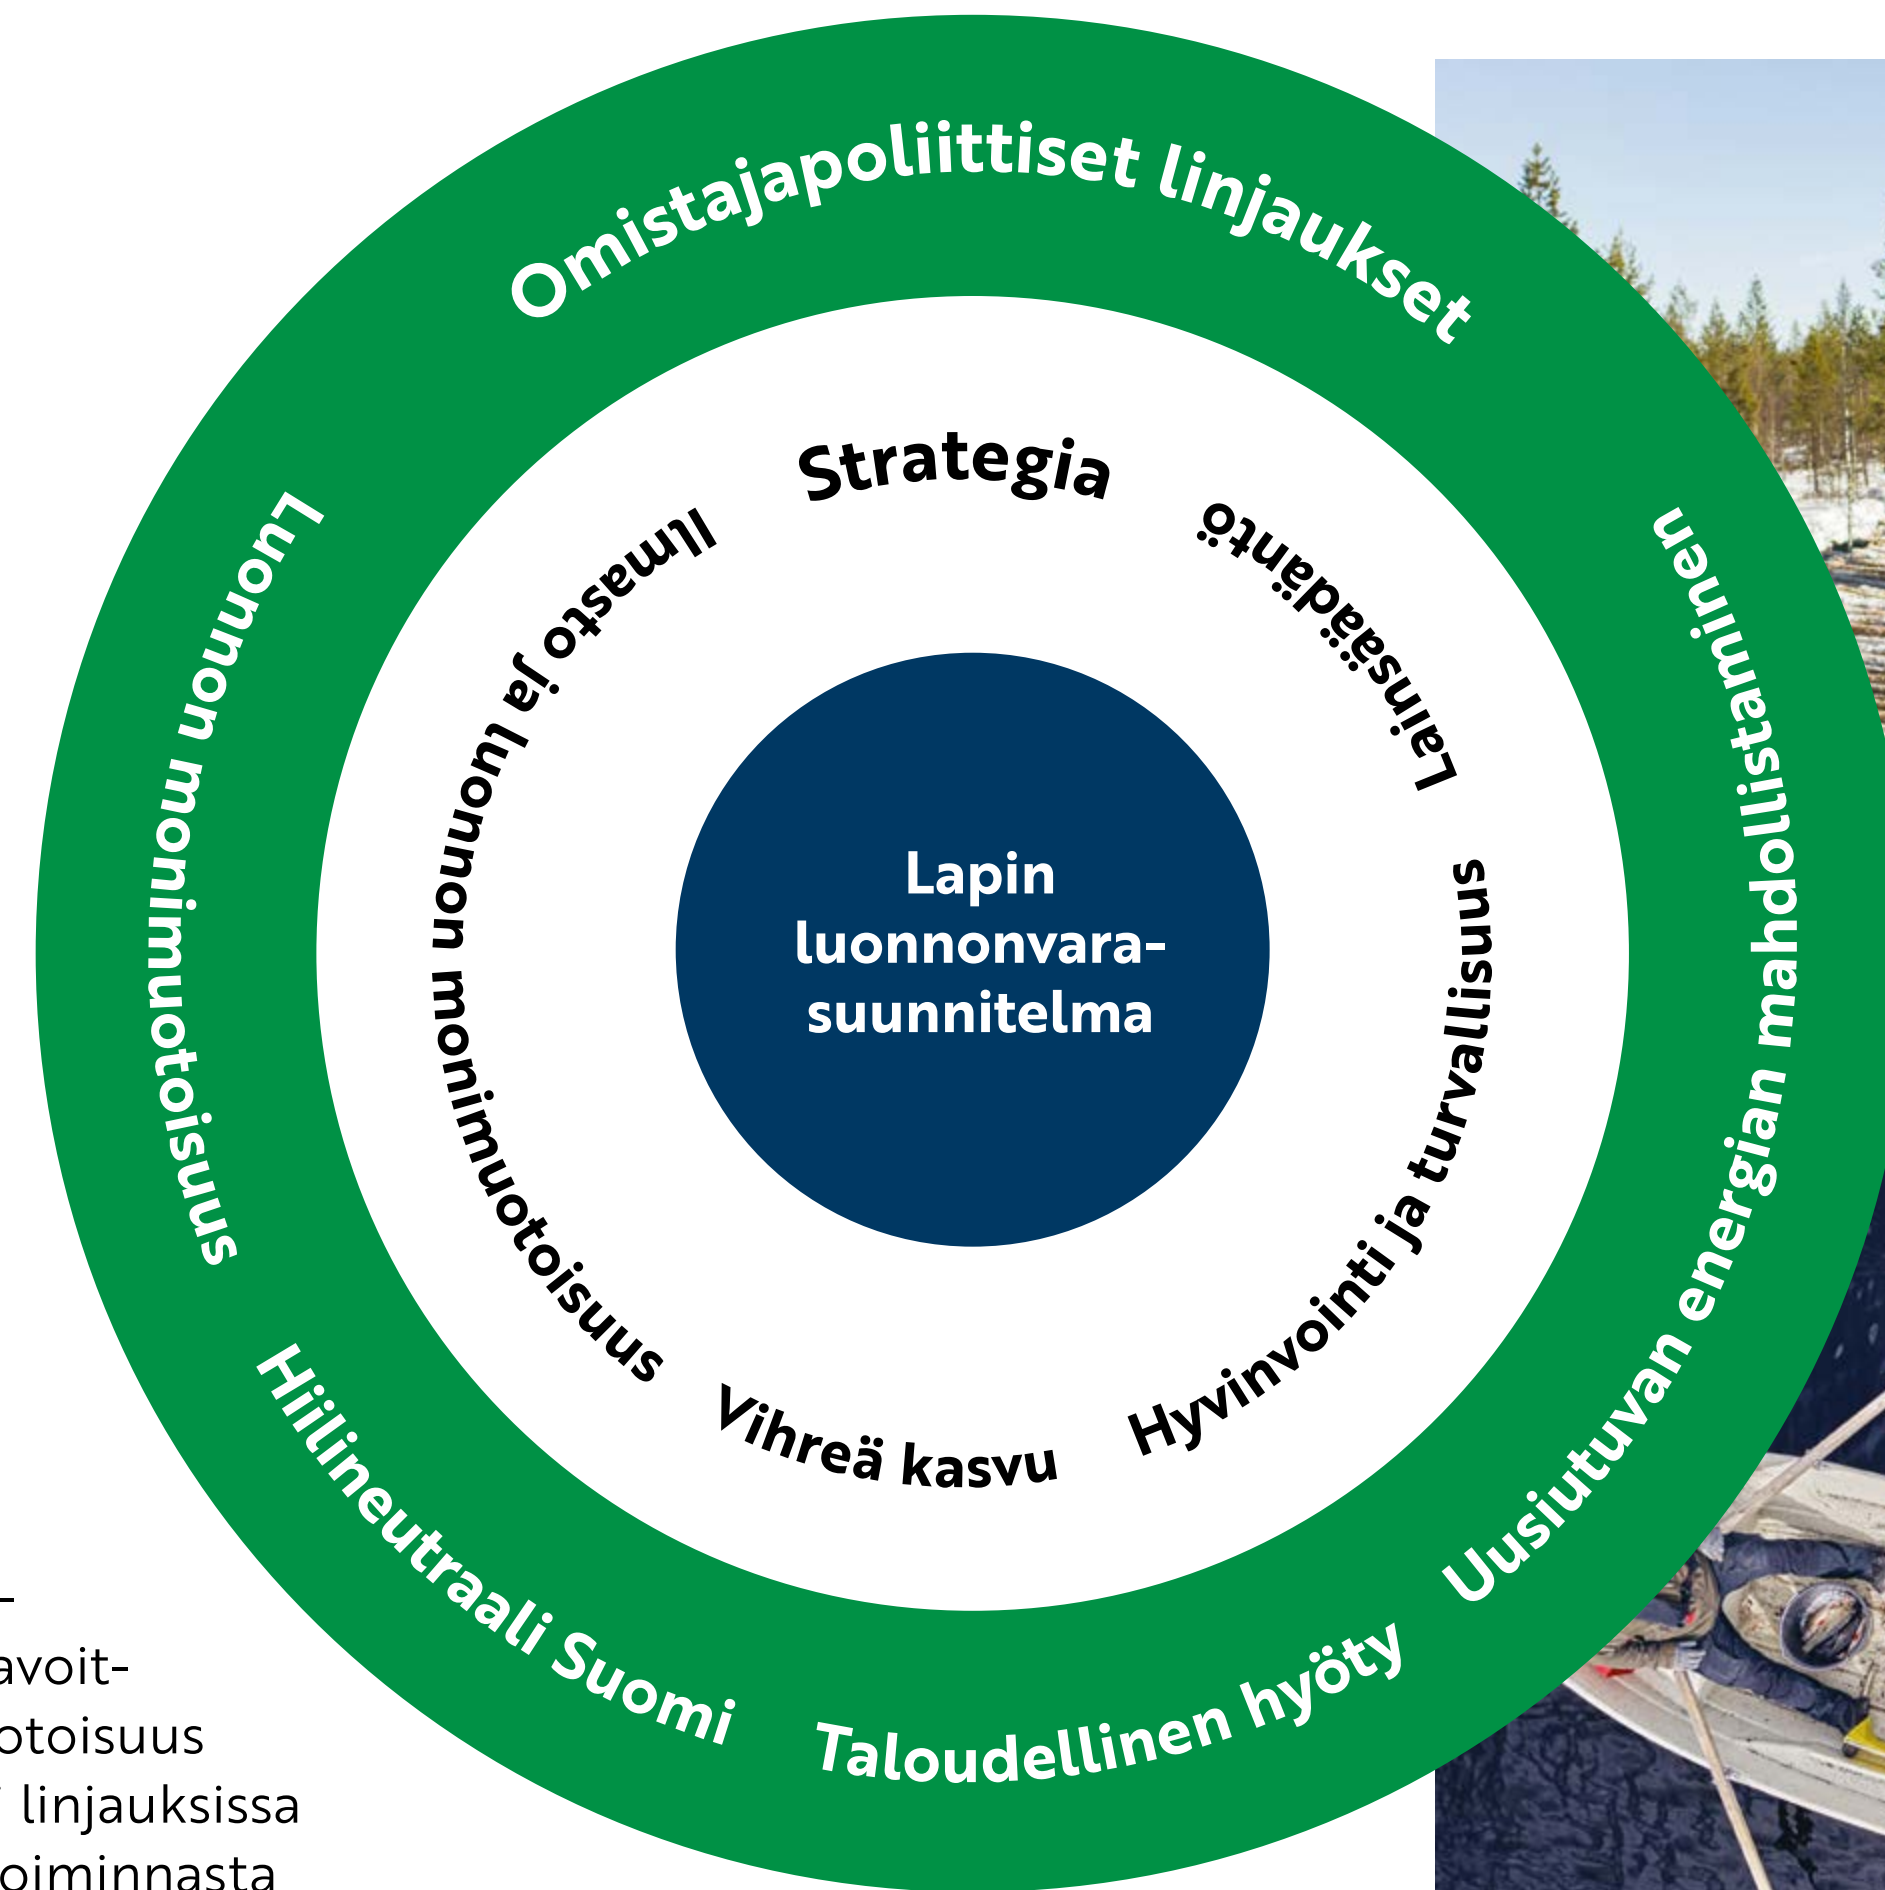 Omistajapoliittiset linjaukset
Luonnon monimuotoisuus
Hiilineutraali Suomi
Taloudellinen hyöty
Uusiutuvan energian mahdollistaminen
Strategia
Ilmasto ja luonnon monimuotoisuus
Vihreä kasvu
Hyvinvointi ja turvallisuus
Lainsäädäntö
Lapin
luonnonvara-
suunnitelma
-
avoit-
otoisuus
linjauksissa
oiminnasta